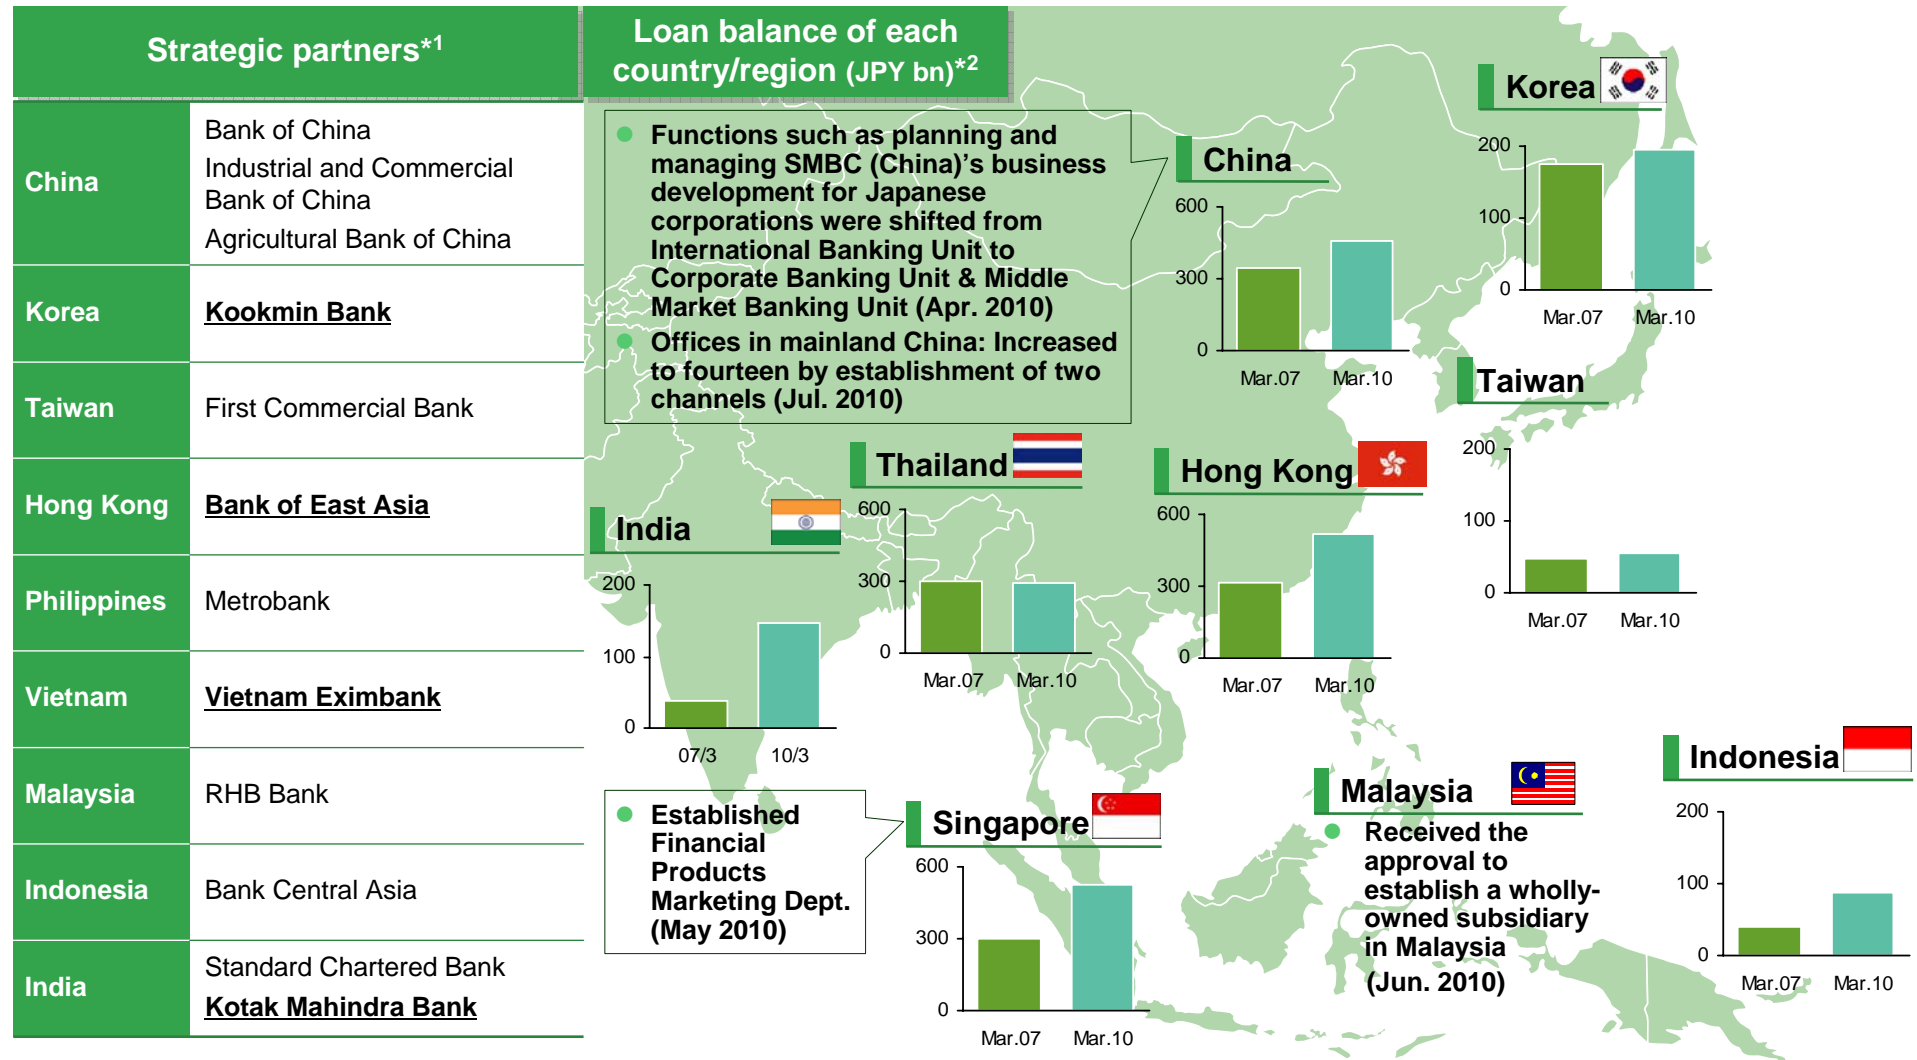 Strategic partners*1
China
Bank of China
Industrial and Commercial
Bank of China
Agricultural Bank of China
Korea
Kookmin Bank
Taiwan
First Commercial Bank
Hong Kong
Bank of East Asia
Philippines
Metrobank
Vietnam
Vietnam Eximbank
Malaysia
RHB Bank
Indonesia
Bank Central Asia
India
Standard Chartered Bank
Kotak Mahindra Bank
Loan balance of each
country/region (JPY bn)*2
● Functions such as planning and
managing SMBC (China)'s business
development for Japanese
corporations were shifted from
International Banking Unit to
Corporate Banking Unit & Middle
Market Banking Unit (Apr. 2010)
● Offices in mainland China: Increased
to fourteen by establishment of two
channels (Jul. 2010)
China
600
300
0
Mar.07 Mar.10
Korea
200
100
0
Mar.07 Mar.10
Taiwan
200
100
0
Mar.07 Mar.10
Thailand
600
300
0
Mar.07 Mar.10
Hong Kong
600
300
0
Mar.07 Mar.10
India
200
100
0
07/3 10/3
● Established
Financial
Products
Marketing Dept.
(May 2010)
Singapore
600
300
0
Mar.07 Mar.10
Malaysia
● Received the
approval to
establish a wholly-
owned subsidiary
in Malaysia
(Jun. 2010)
Indonesia
200
100
0
Mar.07 Mar.10